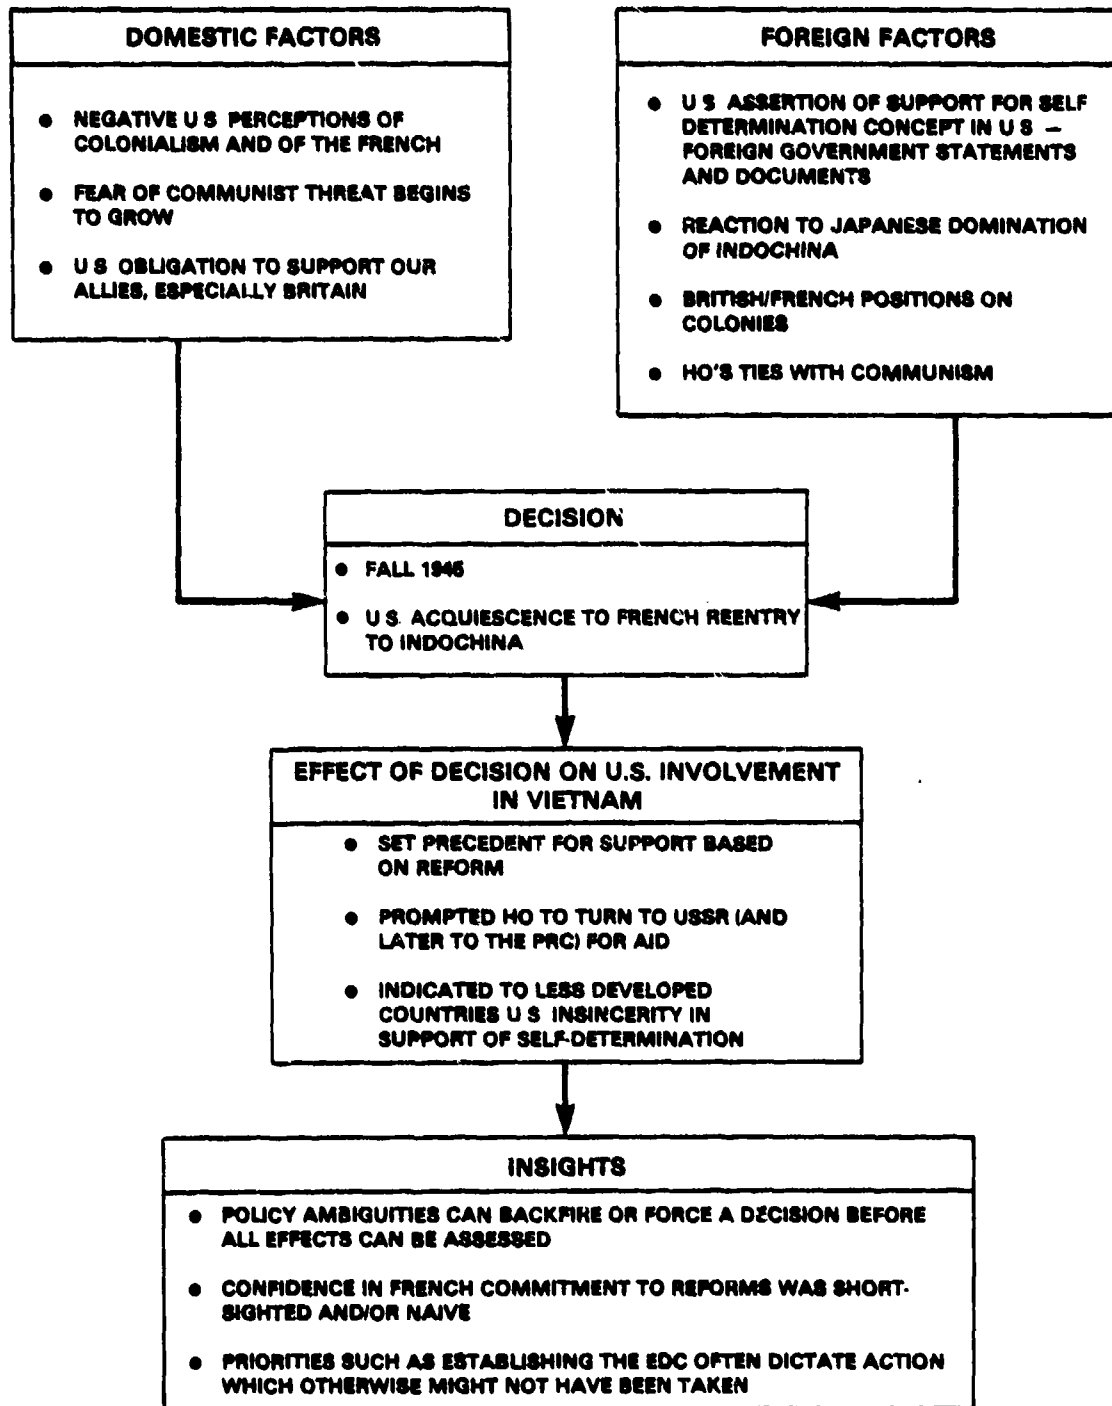 DOMESTIC FACTORS
● NEGATIVE U S PERCEPTIONS OF
COLONIALISM AND OF THE FRENCH
● FEAR OF COMMUNIST THREAT BEGINS
TO GROW
● U S OBLIGATION TO SUPPORT OUR
ALLIES, ESPECIALLY BRITAIN
FOREIGN FACTORS
● U S ASSERTION OF SUPPORT FOR SELF
DETERMINATION CONCEPT IN U S –
FOREIGN GOVERNMENT STATEMENTS
AND DOCUMENTS
● REACTION TO JAPANESE DOMINATION
OF INDOCHINA
● BRITISH/FRENCH POSITIONS ON
COLONIES
● HO'S TIES WITH COMMUNISM
DECISION
● FALL 1945
● U S. ACQUIESCENCE TO FRENCH REENTRY
TO INDOCHINA
EFFECT OF DECISION ON U.S. INVOLVEMENT
IN VIETNAM
● SET PRECEDENT FOR SUPPORT BASED
ON REFORM
● PROMPTED HO TO TURN TO USSR (AND
LATER TO THE PRC) FOR AID
● INDICATED TO LESS DEVELOPED
COUNTRIES U S INSINCERITY IN
SUPPORT OF SELF-DETERMINATION
INSIGHTS
● POLICY AMBIGUITIES CAN BACKFIRE OR FORCE A DECISION BEFORE
ALL EFFECTS CAN BE ASSESSED
● CONFIDENCE IN FRENCH COMMITMENT TO REFORMS WAS SHORT-
SIGHTED AND/OR NAIVE
● PRIORITIES SUCH AS ESTABLISHING THE EDC OFTEN DICTATE ACTION
WHICH OTHERWISE MIGHT NOT HAVE BEEN TAKEN